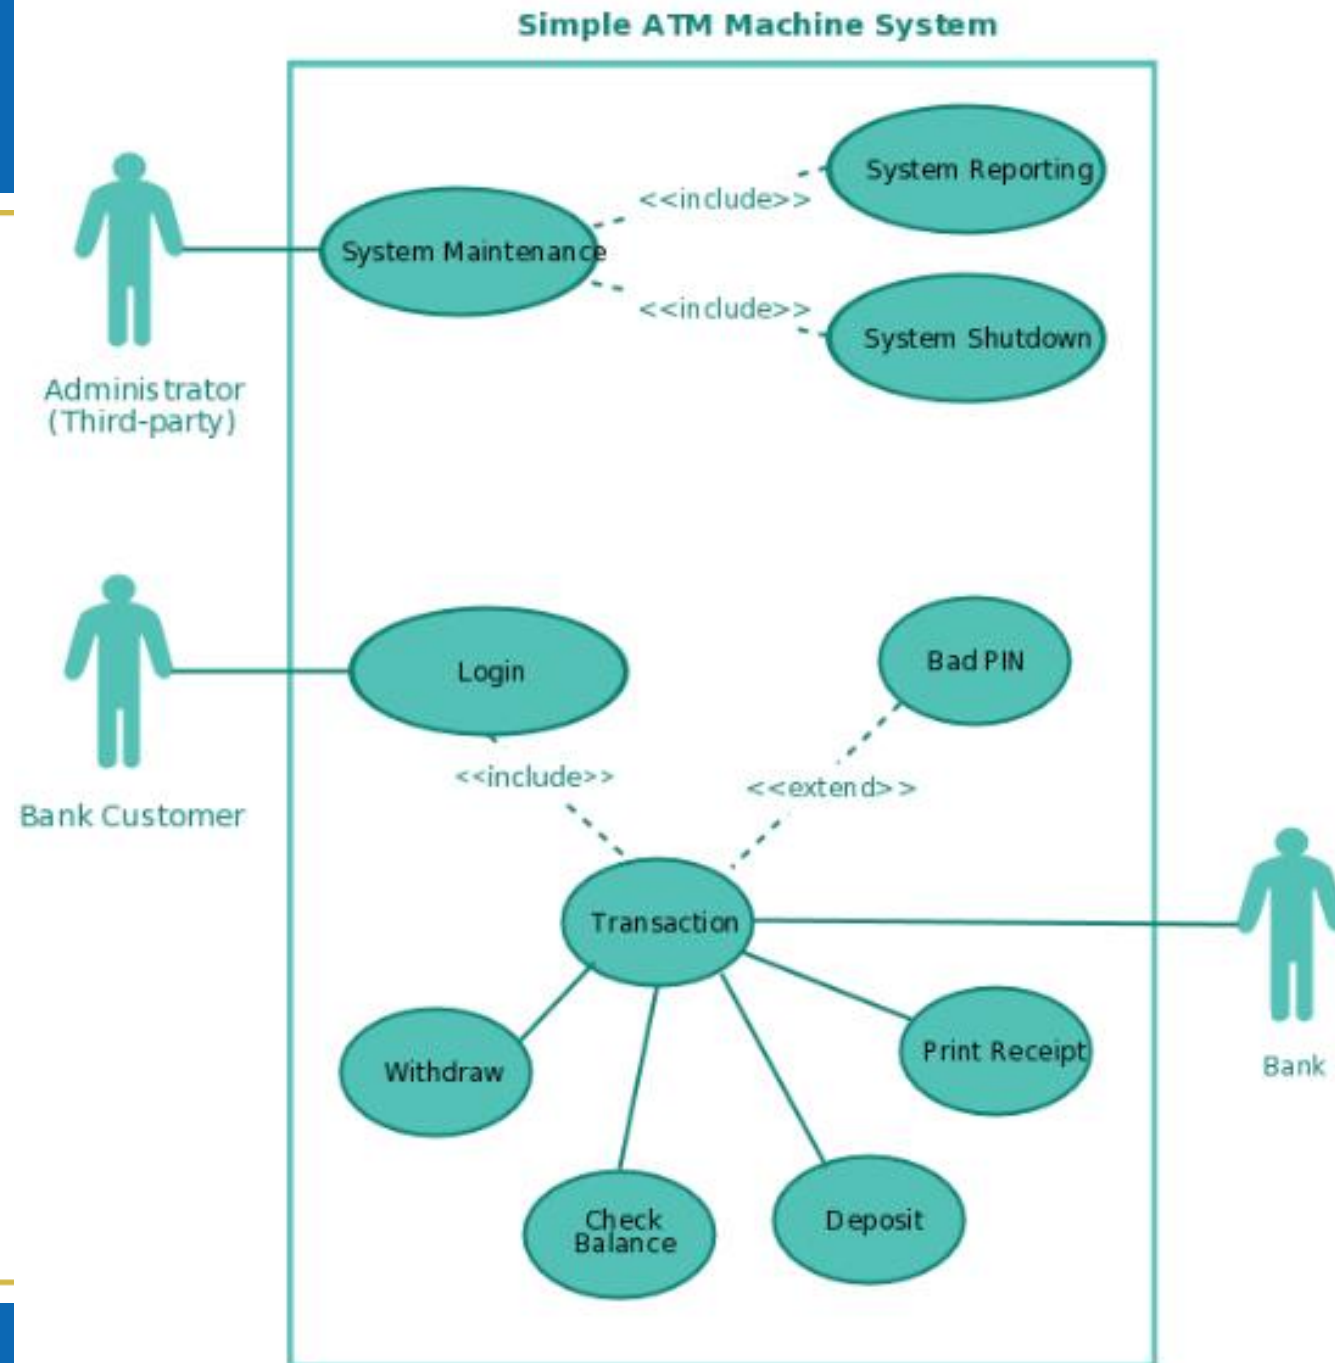 Simple ATM Machine System
System Reporting
<<include>>
System Maintenance
<<include>>
System Shutdown
Administrator
(Third-party)
Login
Bad PIN
<<include>>
<<extend>>
Bank Customer
Transaction
Print Receipt
Bank
Withdraw
Check
Balance
Deposit